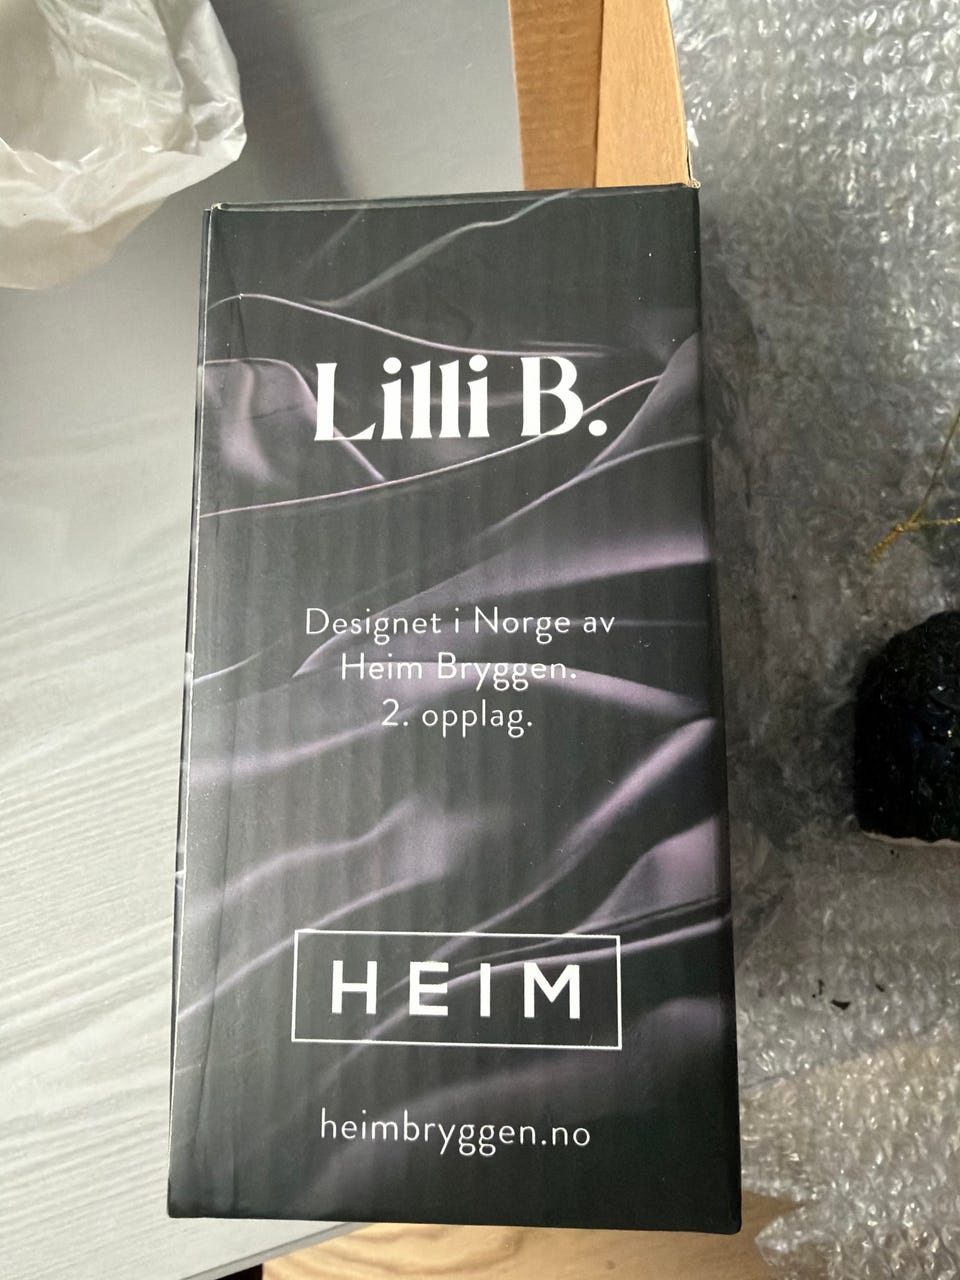 Lilli B.
Designet i Norge av
Heim Bryggen.
2. opplag.
HEIM
heimbryggen.no